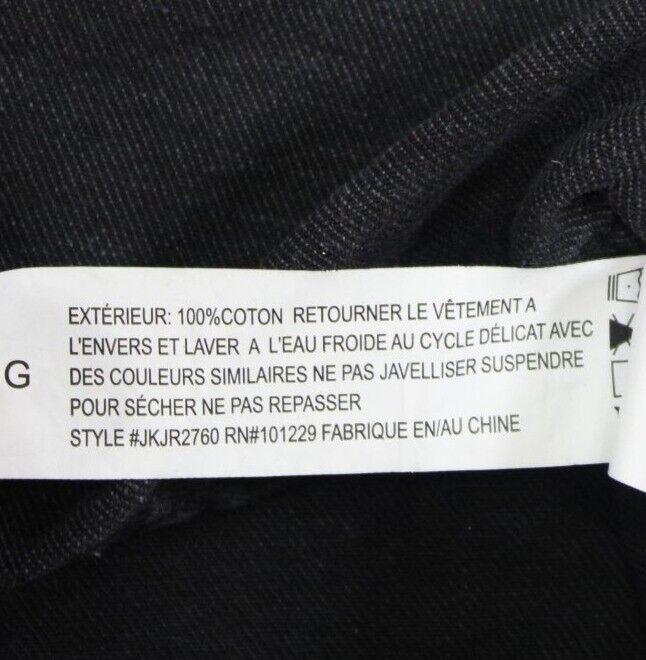 G
EXTÉRIEUR: 100%COTON RETOURNER LE VÊTEMENT A
L'ENVERS ET LAVER A L'EAU FROIDE AU CYCLE DÉLICAT AVEC
DES COULEURS SIMILAIRES NE PAS JAVELLISER SUSPENDRE
POUR SÉCHER NE PAS REPASSER
STYLE #JKJR2760 RN#101229 FABRIQUE EN/AU CHINE